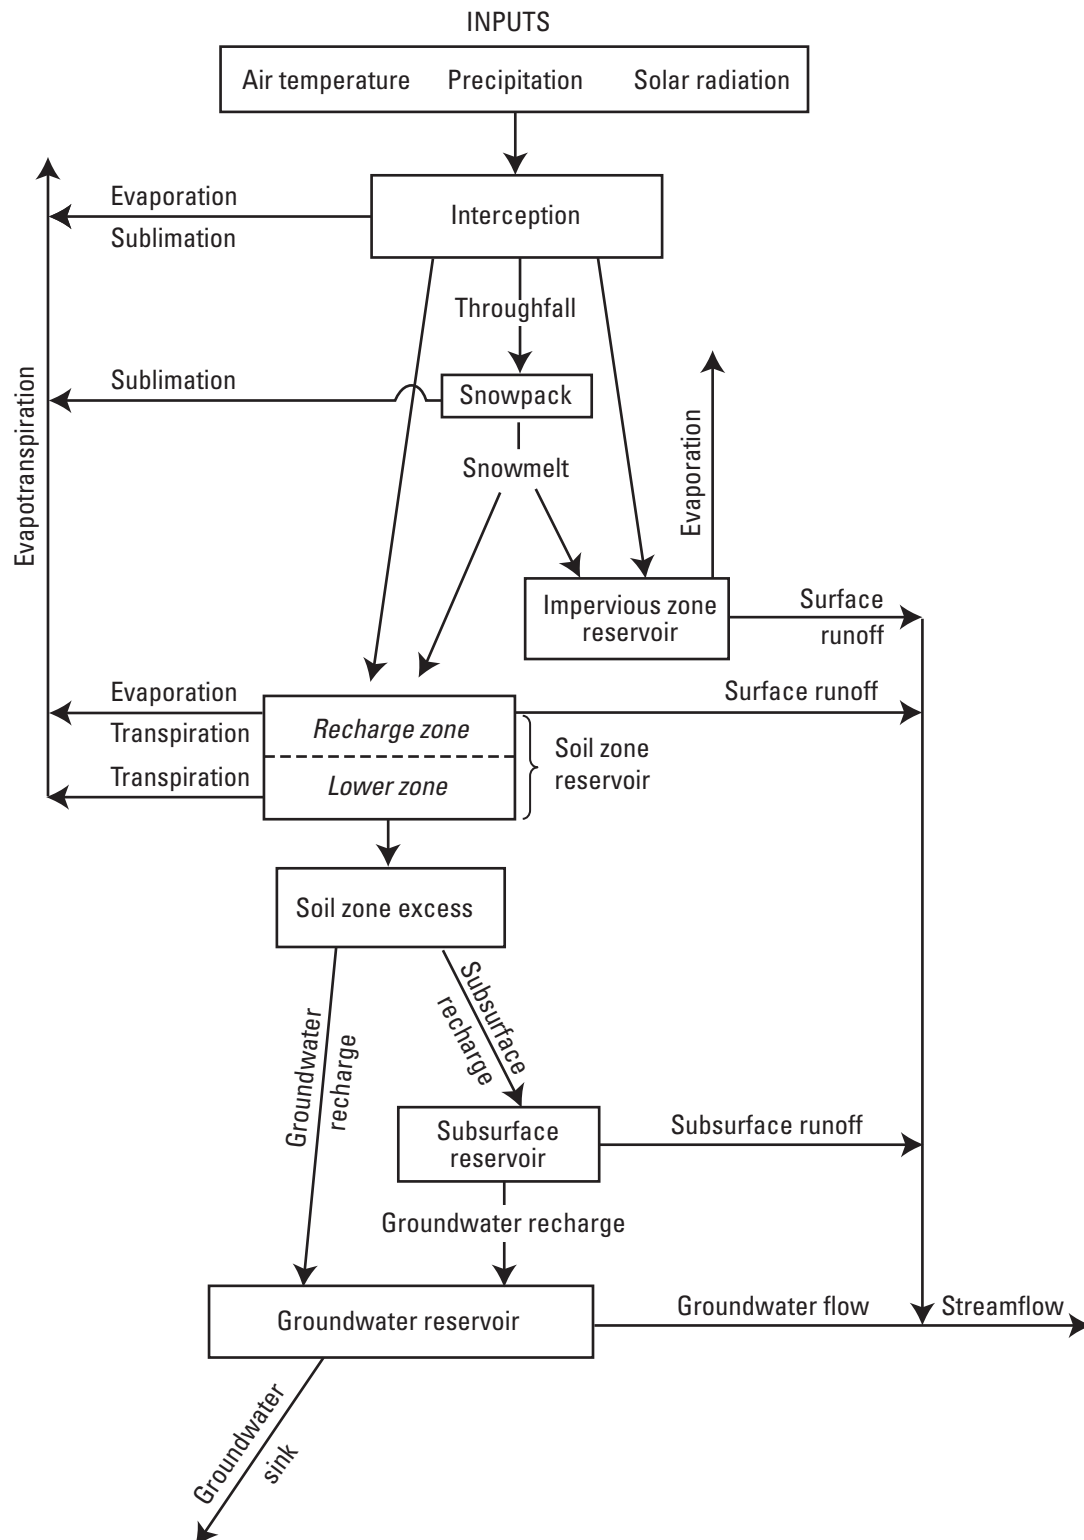 INPUTS
Air temperature Precipitation Solar radiation
Evaporation
Sublimation
Interception
Throughfall
Sublimation
Snowpack
Snowmelt
Evaporation
Evapotranspiration
Impervious zone
reservoir
Surface
runoff
Evaporation
Transpiration
Transpiration
Recharge zone
Lower zone
Surface runoff
Soil zone
reservoir
Soil zone excess
Groundwater
recharge
Subsurface
recharge
Subsurface
reservoir
Subsurface runoff
Groundwater recharge
Groundwater reservoir
Groundwater flow
Streamflow
Groundwater
sink